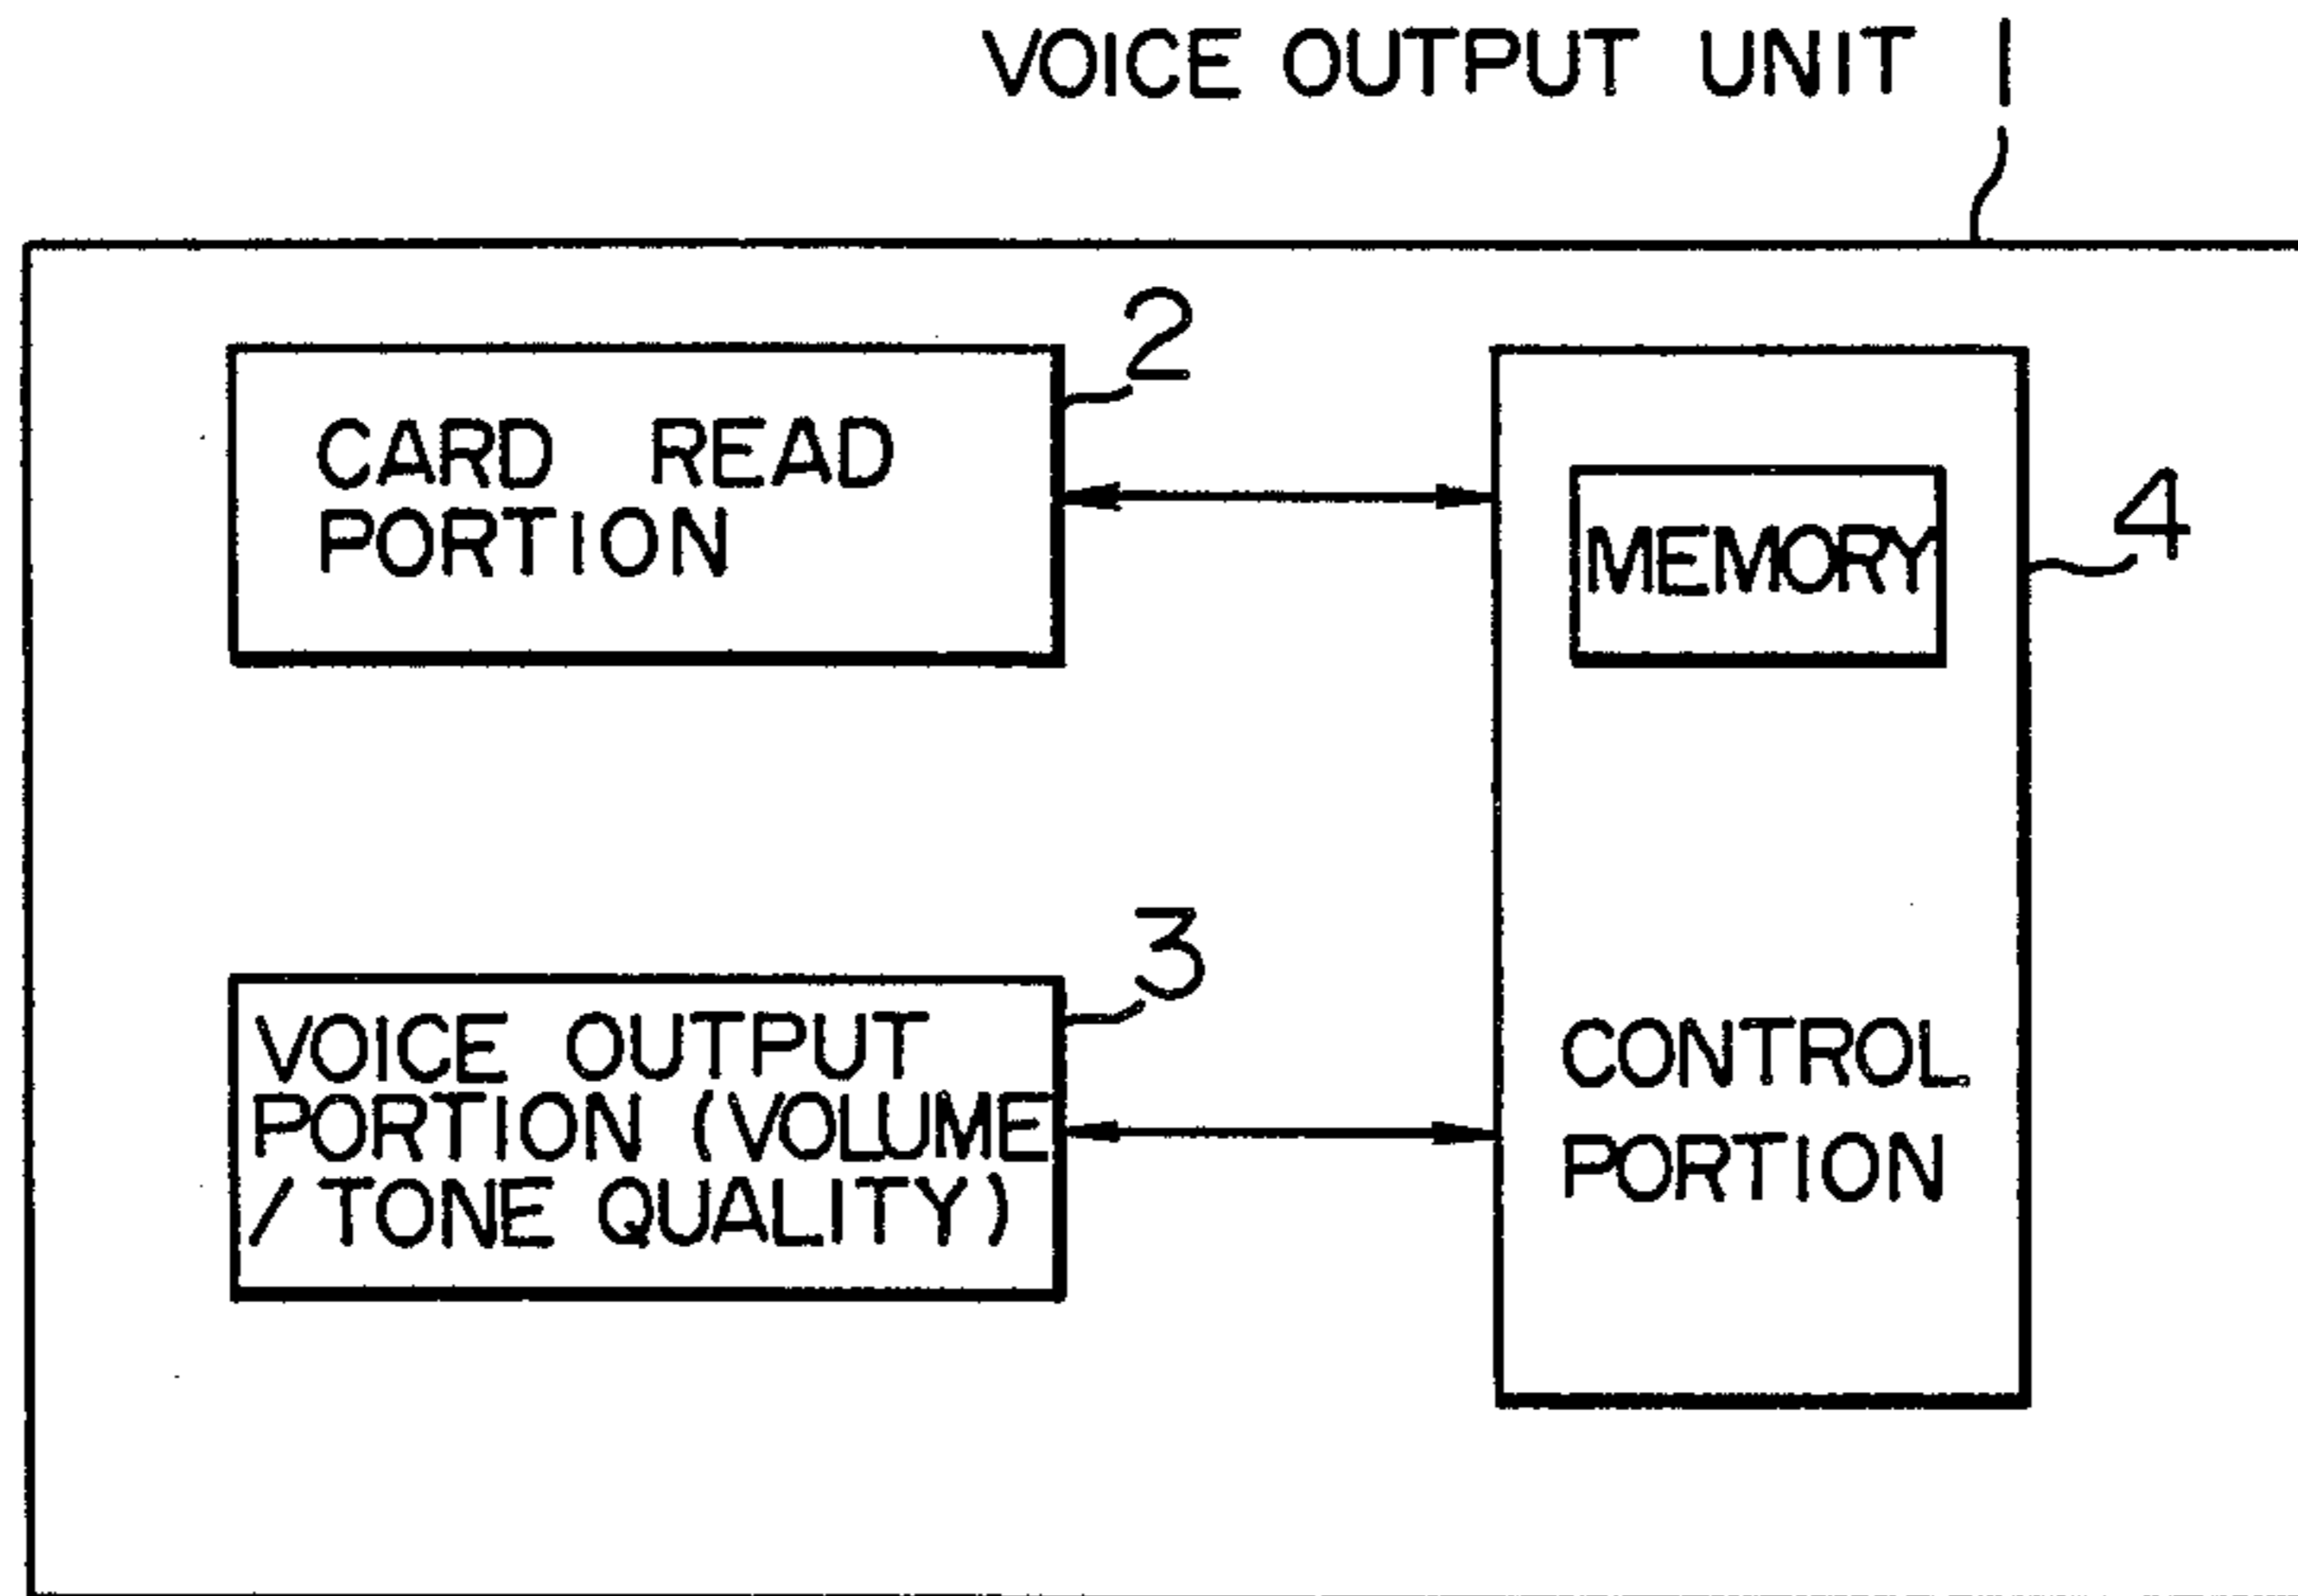 VOICE OUTPUT UNIT 1
2
CARD READ
PORTION
MEMORY
4
3
VOICE OUTPUT
PORTION (VOLUME
/ TONE QUALITY)
CONTROL
PORTION